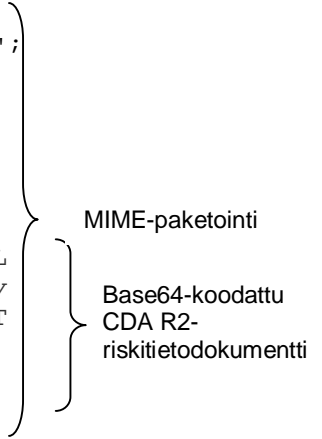 ";
MIME-paketointi
L
Base64-koodattu
CDA R2-
riskitietodokumentti